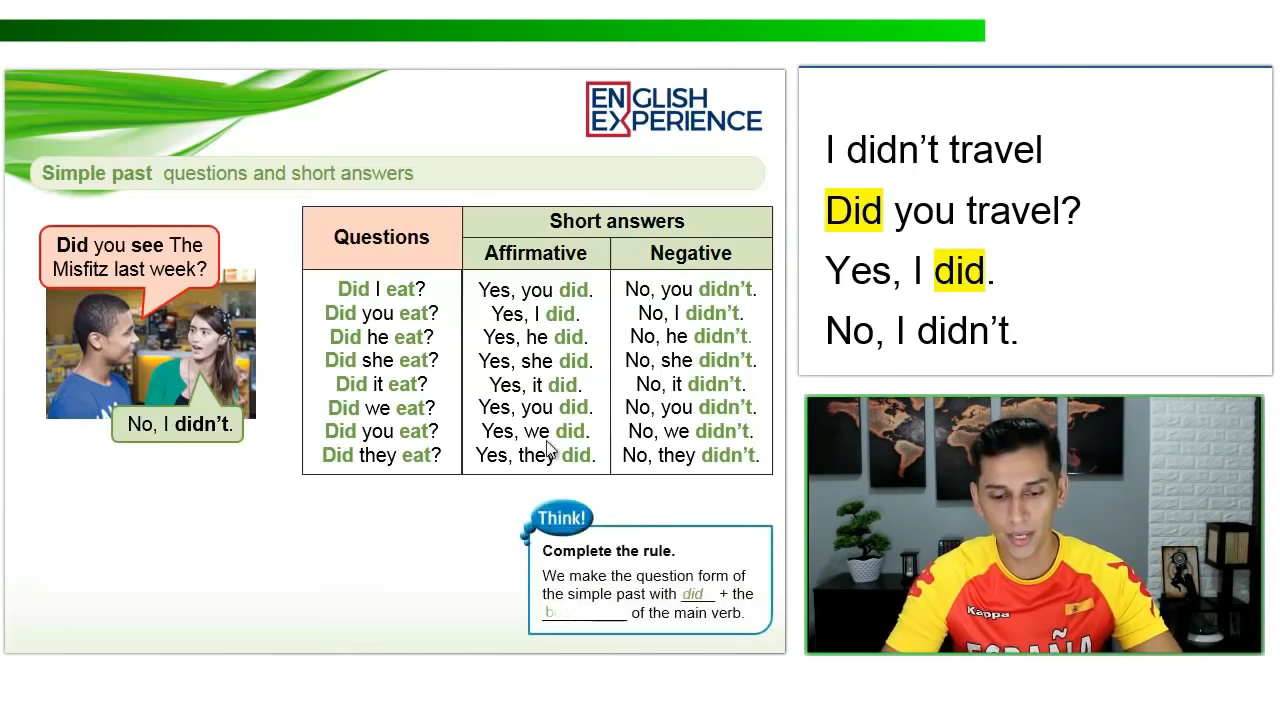 ENGLISH
EXPERIENCE
Simple past questions and short answers
Did you see The
Misfitz last week?
No, I didn't.
Questions
Short answers
Affirmative Negative
Did I eat? Yes, you did. No, you didn't.
Did you eat? Yes, I did. No, I didn't.
Did he eat? Yes, he did. No, he didn't.
Did she eat? Yes, she did. No, she didn't.
Did it eat? Yes, it did. No, it didn't.
Did we eat? Yes, you did. No, you didn't.
Did you eat? Yes, we did. No, we didn't.
Did they eat? Yes, they did. No, they didn't.
Think!
Complete the rule.
We make the question form of
the simple past with did + the
of the main verb.
I didn't travel
Did you travel?
Yes, I did.
No, I didn't.
Kappa
ESPAÑA